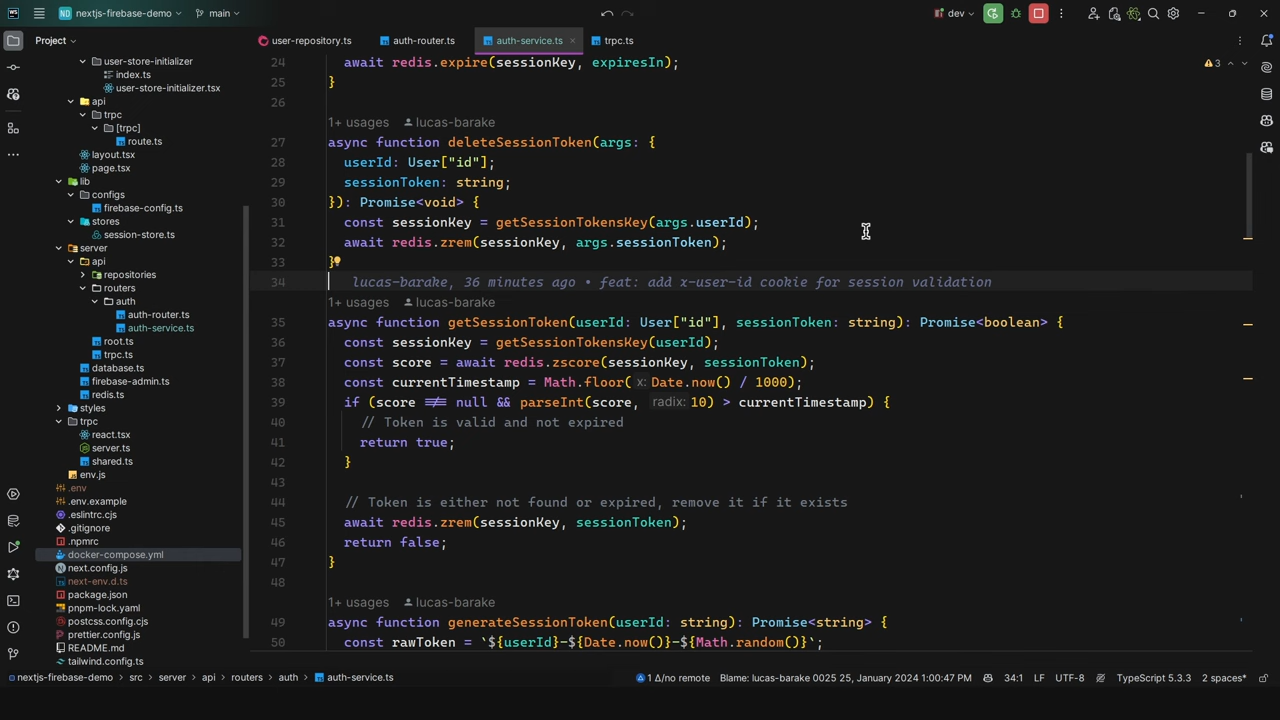 WS
ND nextjs-firebase-demo
main
dev
Project
user-repository.ts
auth-router.ts
auth-service.ts
trpc.ts
user-store-initializer
index.ts
user-store-initializer.tsx
api
trpc
[trpc]
route.ts
layout.tsx
page.tsx
lib
configs
firebase-config.ts
stores
session-store.ts
server
api
repositories
routers
auth
auth-router.ts
auth-service.ts
root.ts
trpc.ts
database.ts
firebase-admin.ts
redis.ts
styles
trpc
react.tsx
server.ts
shared.ts
env.js
.env
.env.example
.eslintrc.cjs
.gitignore
.npmrc
docker-compose.yml
next.config.js
next-env.d.ts
package.json
pnpm-lock.yaml
postcss.config.cjs
prettier.config.js
README.md
tailwind.config.ts
3
24 await redis.expire(sessionKey, expiresIn);
25 }
26
1+ usages lucas-barake
27 async function deleteSessionToken(args: {
28 userId: User["id"];
29 sessionToken: string;
30 }): Promise<void> {
31 const sessionKey = getSessionTokensKey(args.userId);
32 await redis.zrem(sessionKey, args.sessionToken);
33 }
34 lucas-barake, 36 minutes ago • feat: add x-user-id cookie for session validation
1+ usages lucas-barake
35 async function getSessionToken(userId: User["id"], sessionToken: string): Promise<boolean> {
36 const sessionKey = getSessionTokensKey(userId);
37 const score = await redis.zscore(sessionKey, sessionToken);
38 const currentTimestamp = Math.floor( x: Date.now() / 1000);
39 if (score !== null && parseInt(score, radix: 10) > currentTimestamp) {
40 // Token is valid and not expired
41 return true;
42 }
43
44 // Token is either not found or expired, remove it if it exists
45 await redis.zrem(sessionKey, sessionToken);
46 return false;
47 }
48
1+ usages lucas-barake
49 async function generateSessionToken(userId: string): Promise<string> {
50 const rawToken = `${userId}-${Date.now()}-${Math.random()}`;
nextjs-firebase-demo > src > server > api > routers > auth > auth-service.ts
1 Δ/no remote
Blame: lucas-barake 0025 25, January 2024 1:00:47 PM
34:1
LF
UTF-8
TypeScript 5.3.3
2 spaces*